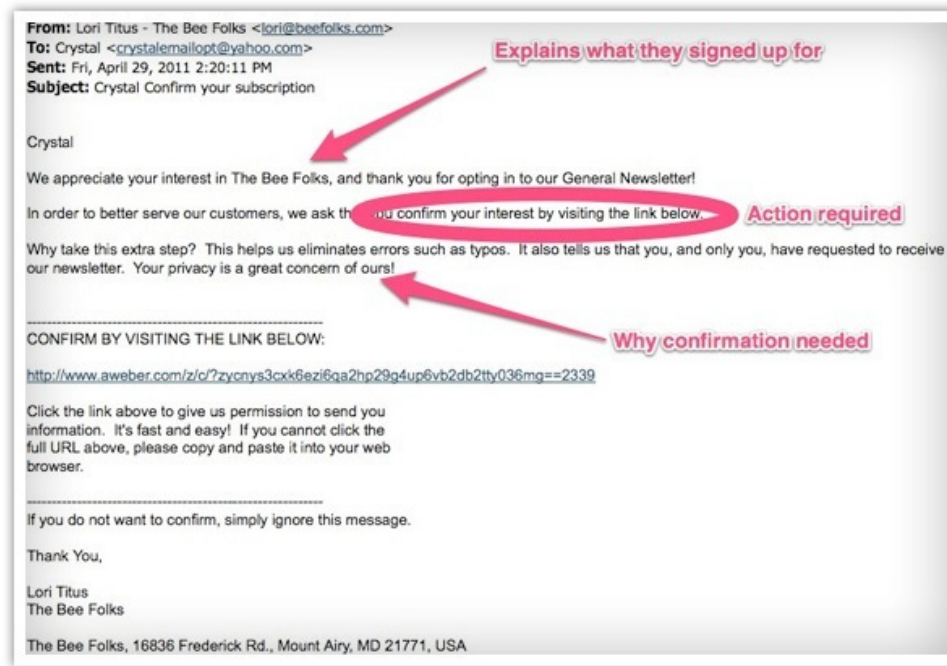 From: Lori Titus - The Bee Folks <lori@beefolks.com>
To: Crystal <crystalemailopt@yahoo.com>
Explains what they signed up for
Sent: Fri, April 29, 2011 2:20:11 PM
Subject: Crystal Confirm your subscription
Crystal
We appreciate your interest in The Bee Folks, and thank you for opting in to our General Newsletter!
In order to better serve our customers, we ask th ou confirm your interest by visiting the link below.
Action required
Why take this extra step? This helps us eliminates errors such as typos. It also tells us that you, and only you, have requested to receive
our newsletter. Your privacy is a great concern of ours!
Why confirmation needed
CONFIRM BY VISITING THE LINK BELOW:
http://www.aweber.com/z/c/?zycnys3cxk6ezi6qa2hp29g4up6vb2db2tty036mg==2339
Click the link above to give us permission to send you
information. It's fast and easy! If you cannot click the
full URL above, please copy and paste it into your web
browser.
If you do not want to confirm, simply ignore this message.
Thank You,
Lori Titus
The Bee Folks
The Bee Folks, 16836 Frederick Rd., Mount Airy, MD 21771, USA